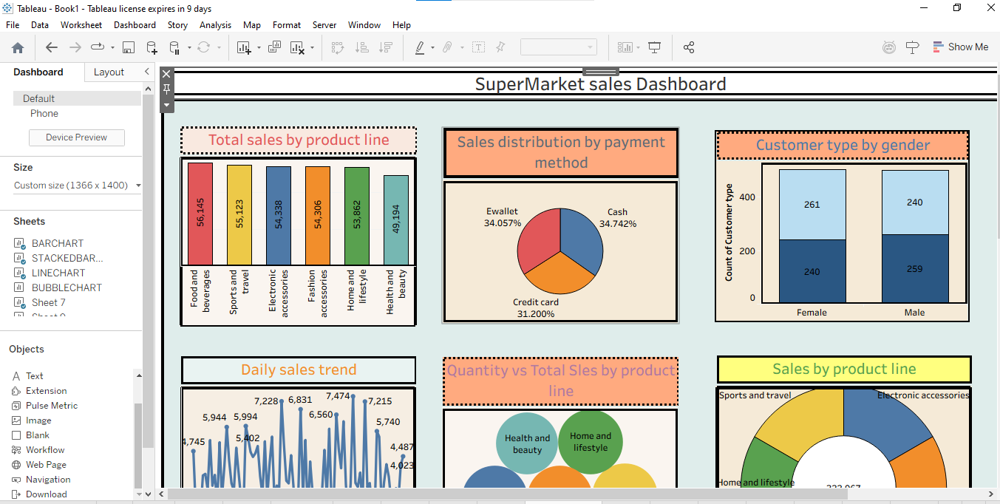 Tableau - Book1 - Tableau license expires in 9 days
File Data Worksheet Dashboard Story Analysis Map Format Server Window Help
Show Me
Dashboard Layout
Default
Phone
Device Preview
Size
Custom size (1366 x 1400)
Sheets
BARCHART
STACKEDBAR...
LINECHART
BUBBLECHART
Sheet 7
Objects
Text
Extension
Pulse Metric
Image
Blank
Workflow
Web Page
Navigation
Download
SuperMarket sales Dashboard
Total sales by product line
56,145
55,123
54,338
54,306
53,862
49,194
Food and
beverages
Sports and
travel
Electronic
accessories
Fashion
accessories
Home and
lifestyle
Health and
beauty
Sales distribution by payment
method
Ewallet
34.057%
Cash
34.742%
Credit card
31.200%
Customer type by gender
Count of Customer type
400
200
0
261
240
240
259
Female
Male
Daily sales trend
4,745
5,944
5,994
5,402
7,228
6,831
6,560
7,474
7,215
5,740
4,487
4,023
Quantity vs Total Sles by product
line
Health and
beauty
Home and
lifestyle
Sales by product line
Sports and travel
Electronic accessories
Home and lifestyle